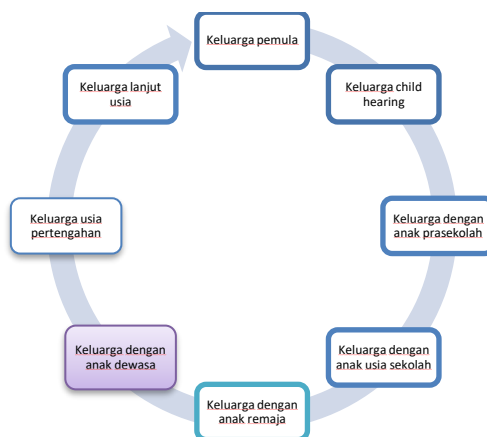 Keluarga pemula
Keluarga child
hearing
Keluarga dengan
anak prasekolah
Keluarga dengan
anak usia sekolah
Keluarga dengan
anak remaja
Keluarga dengan
anak dewasa
Keluarga usia
pertengahan
Keluarga lanjut
usia